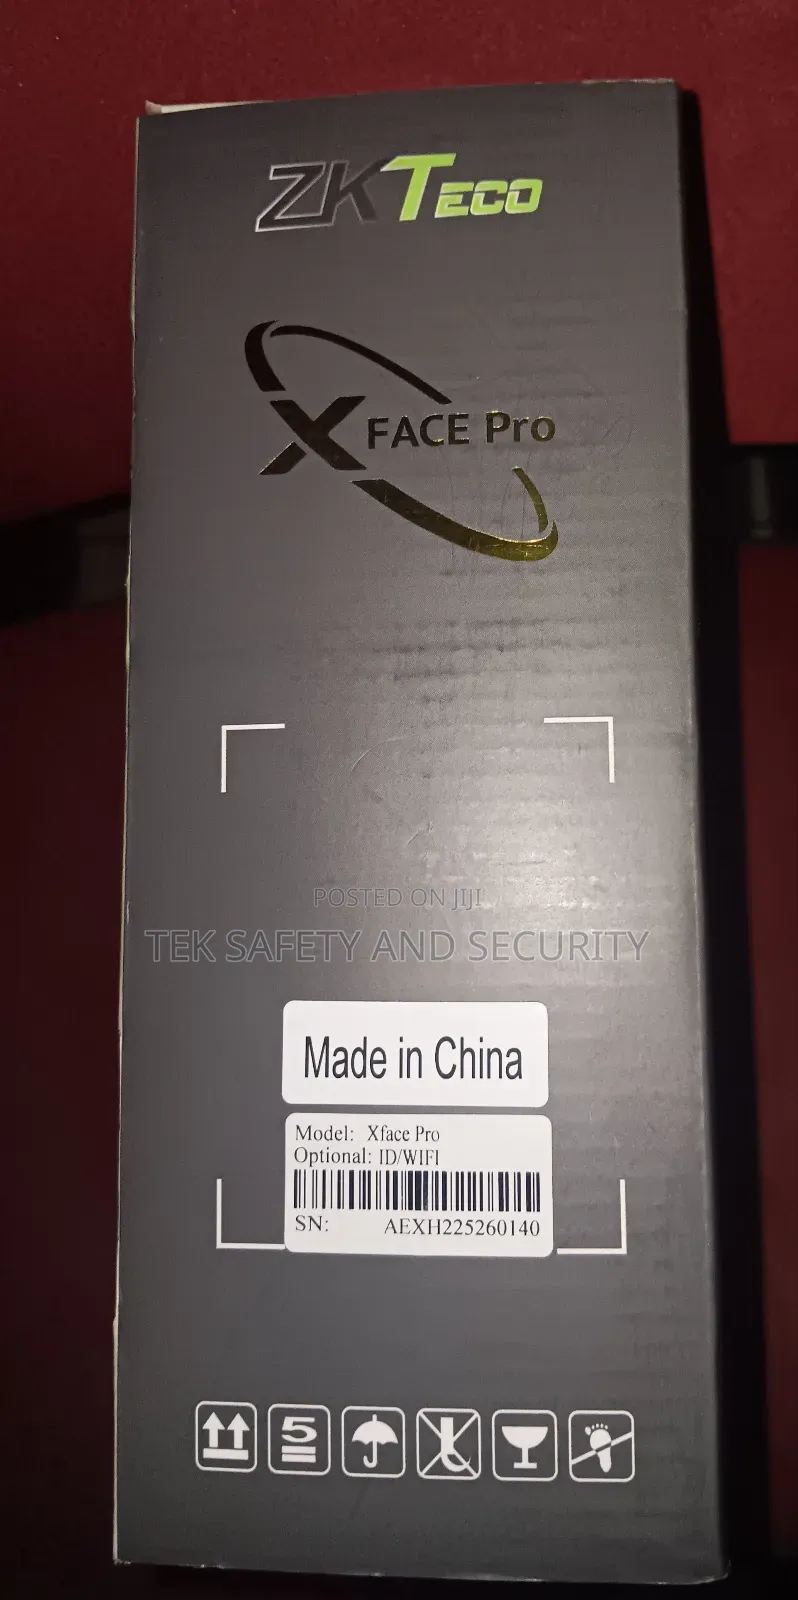 ZKTeco
X FACE Pro
POSTED ON JIJI
TEK SAFETY AND SECURITY
Made in China
Model: Xface Pro
Optional: ID/WIFI
SN: AEXH225260140
5